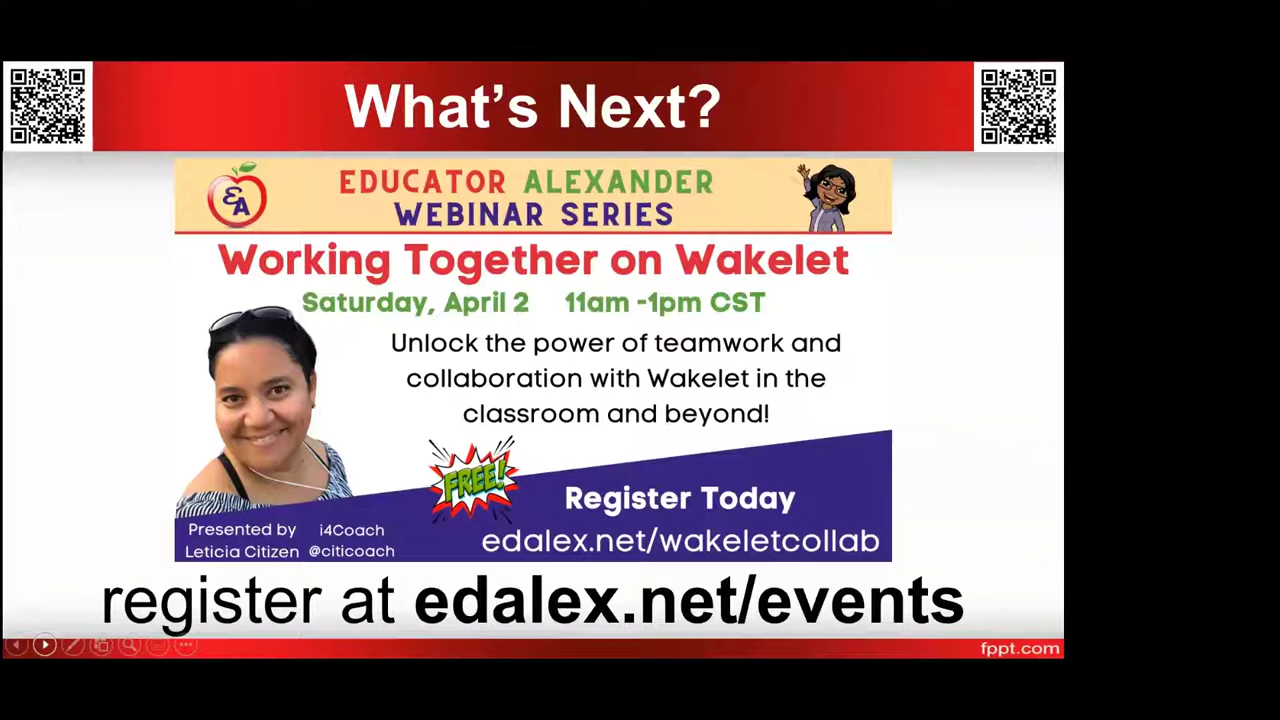 What's Next?
EA
EDUCATOR ALEXANDER
WEBINAR SERIES
Working Together on Wakelet
Saturday, April 2 11am -1pm CST
Unlock the power of teamwork and
collaboration with Wakelet in the
classroom and beyond!
FREE!
Register Today
edalex.net/wakeletcollab
Presented by i4Coach
Leticia Citizen @citicoach
register at edalex.net/events
fppt.com